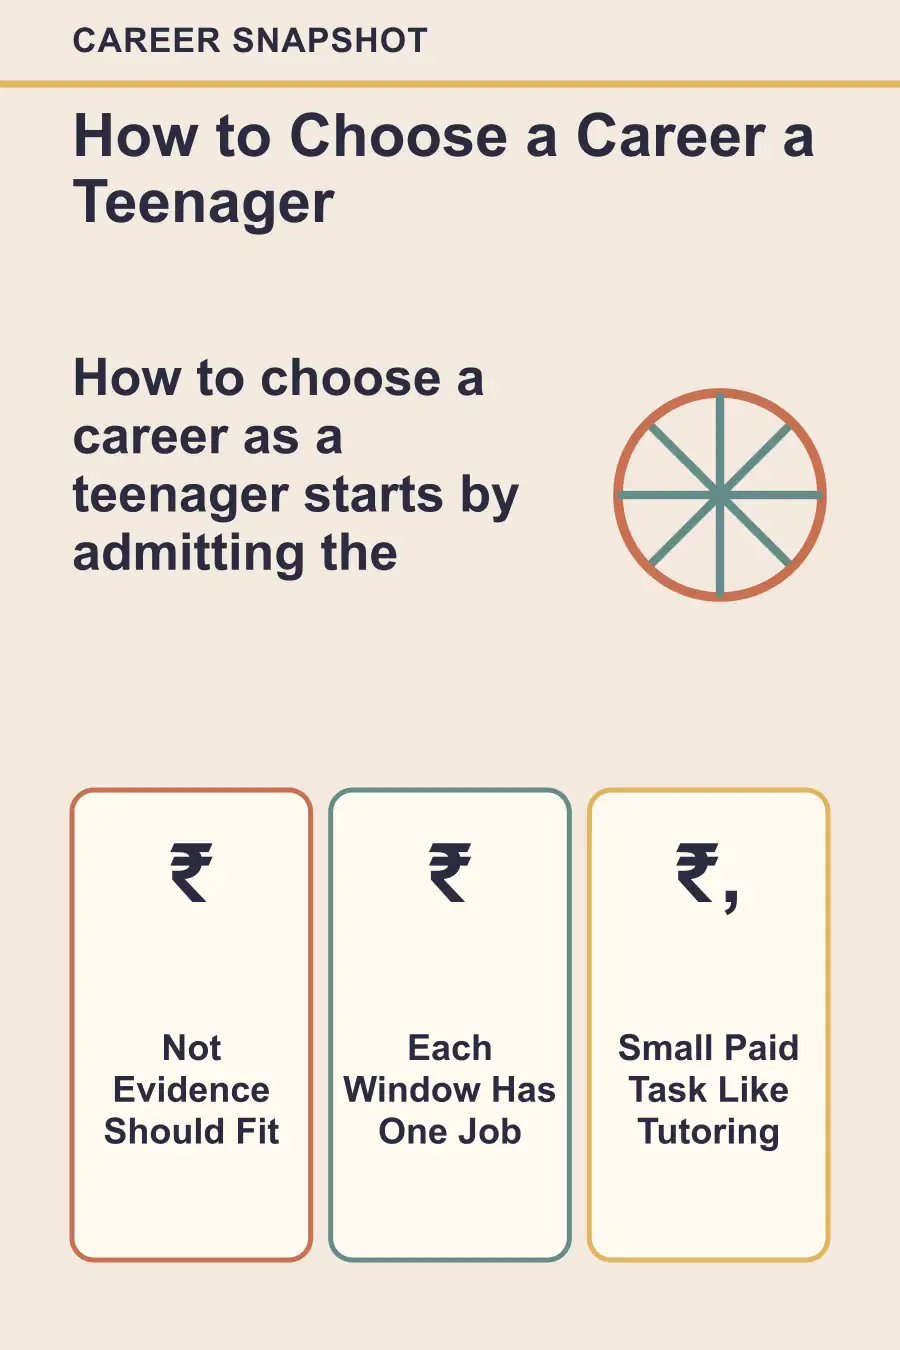 CAREER SNAPSHOT
How to Choose a Career a
Teenager
How to choose a
career as a
teenager starts by
admitting the
₹
Not
Evidence
Should Fit
₹
Each
Window Has
One Job
₹,
Small Paid
Task Like
Tutoring